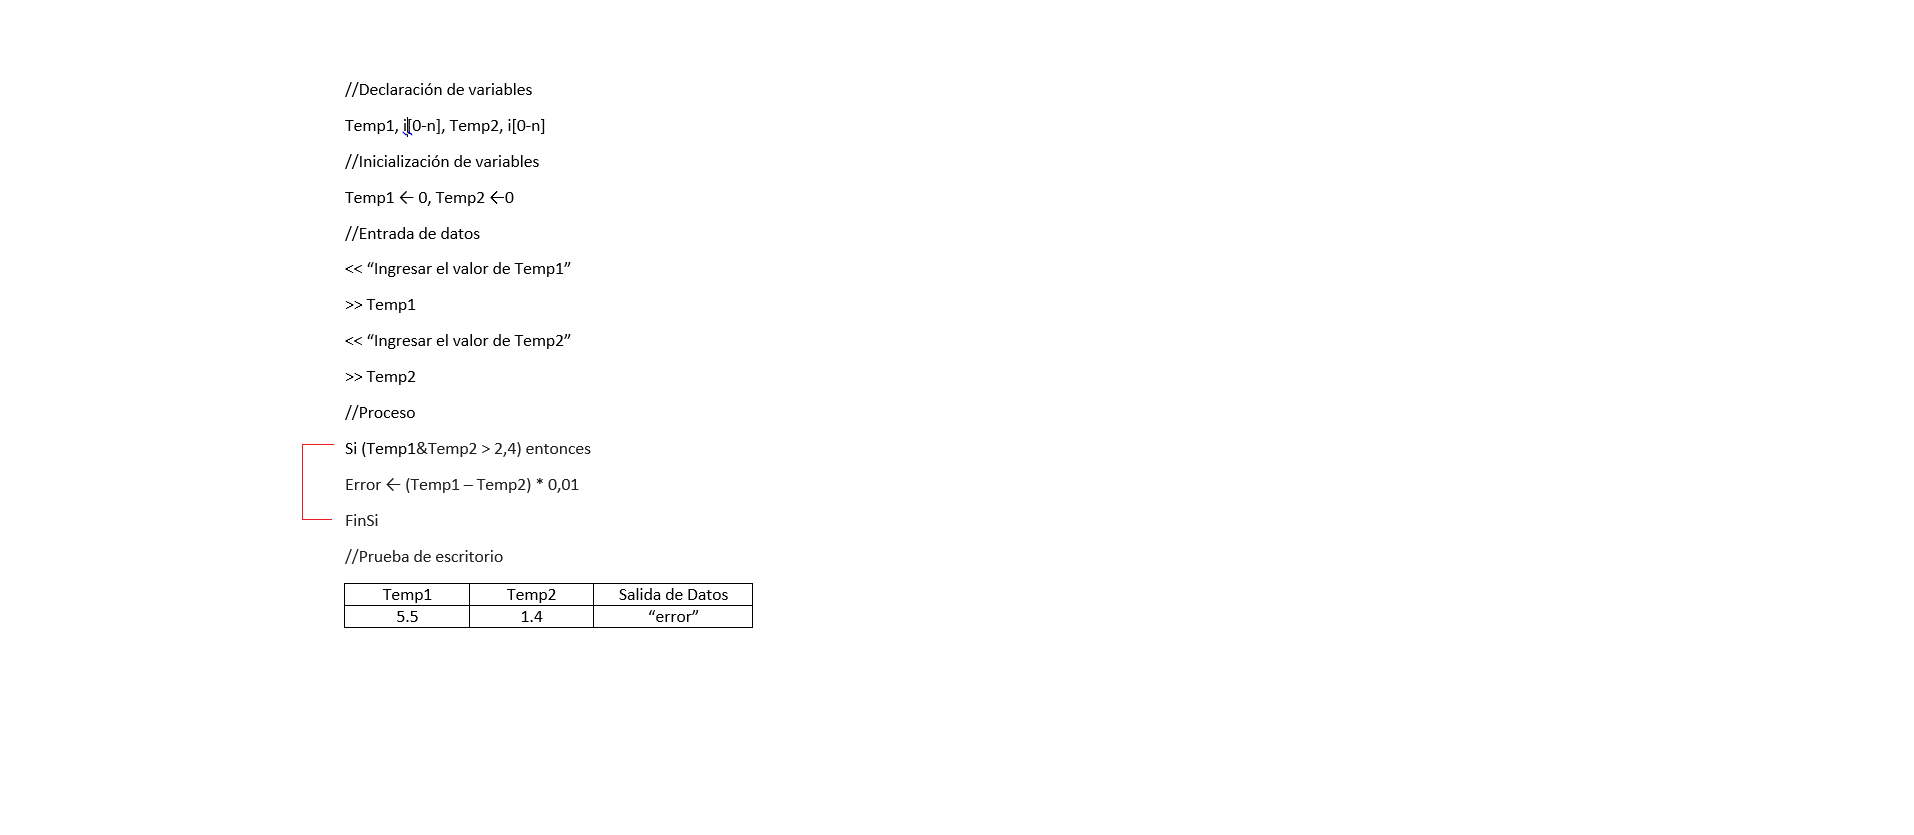 //Declaración de variables
Temp1, i[0-n], Temp2, i[0-n]
//Inicialización de variables
Temp1 ← 0, Temp2 ←0
//Entrada de datos
<< “Ingresar el valor de Temp1”
>> Temp1
<< “Ingresar el valor de Temp2”
>> Temp2
//Proceso
Si (Temp1&Temp2 > 2,4) entonces
Error ← (Temp1 – Temp2) * 0,01
FinSi
//Prueba de escritorio
Temp1 Temp2 Salida de Datos
5.5 1.4 “error”